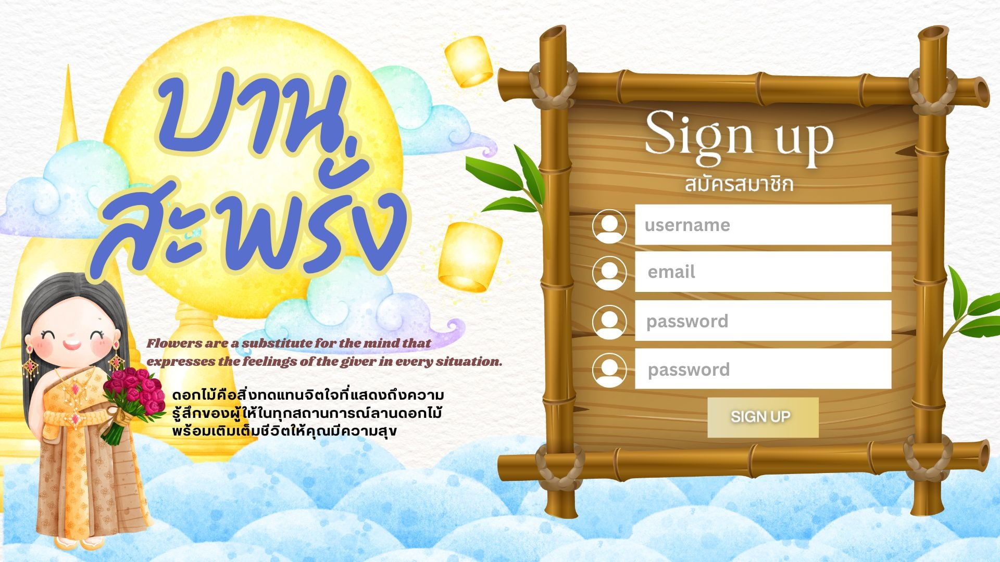 บาน
สะพรั่ง
Flowers are a substitute for the mind that
expresses the feelings of the giver in every situation.
ดอกไม้คือสิ่งทดแทนจิตใจที่แสดงถึงความ
รู้สึกของผู้ให้ในทุกสถานการณ์ลานดอกไม้
พร้อมเติมเต็มชีวิตให้คุณมีความสุข
Sign up
สมัครสมาชิก
username
email
password
password
SIGN UP